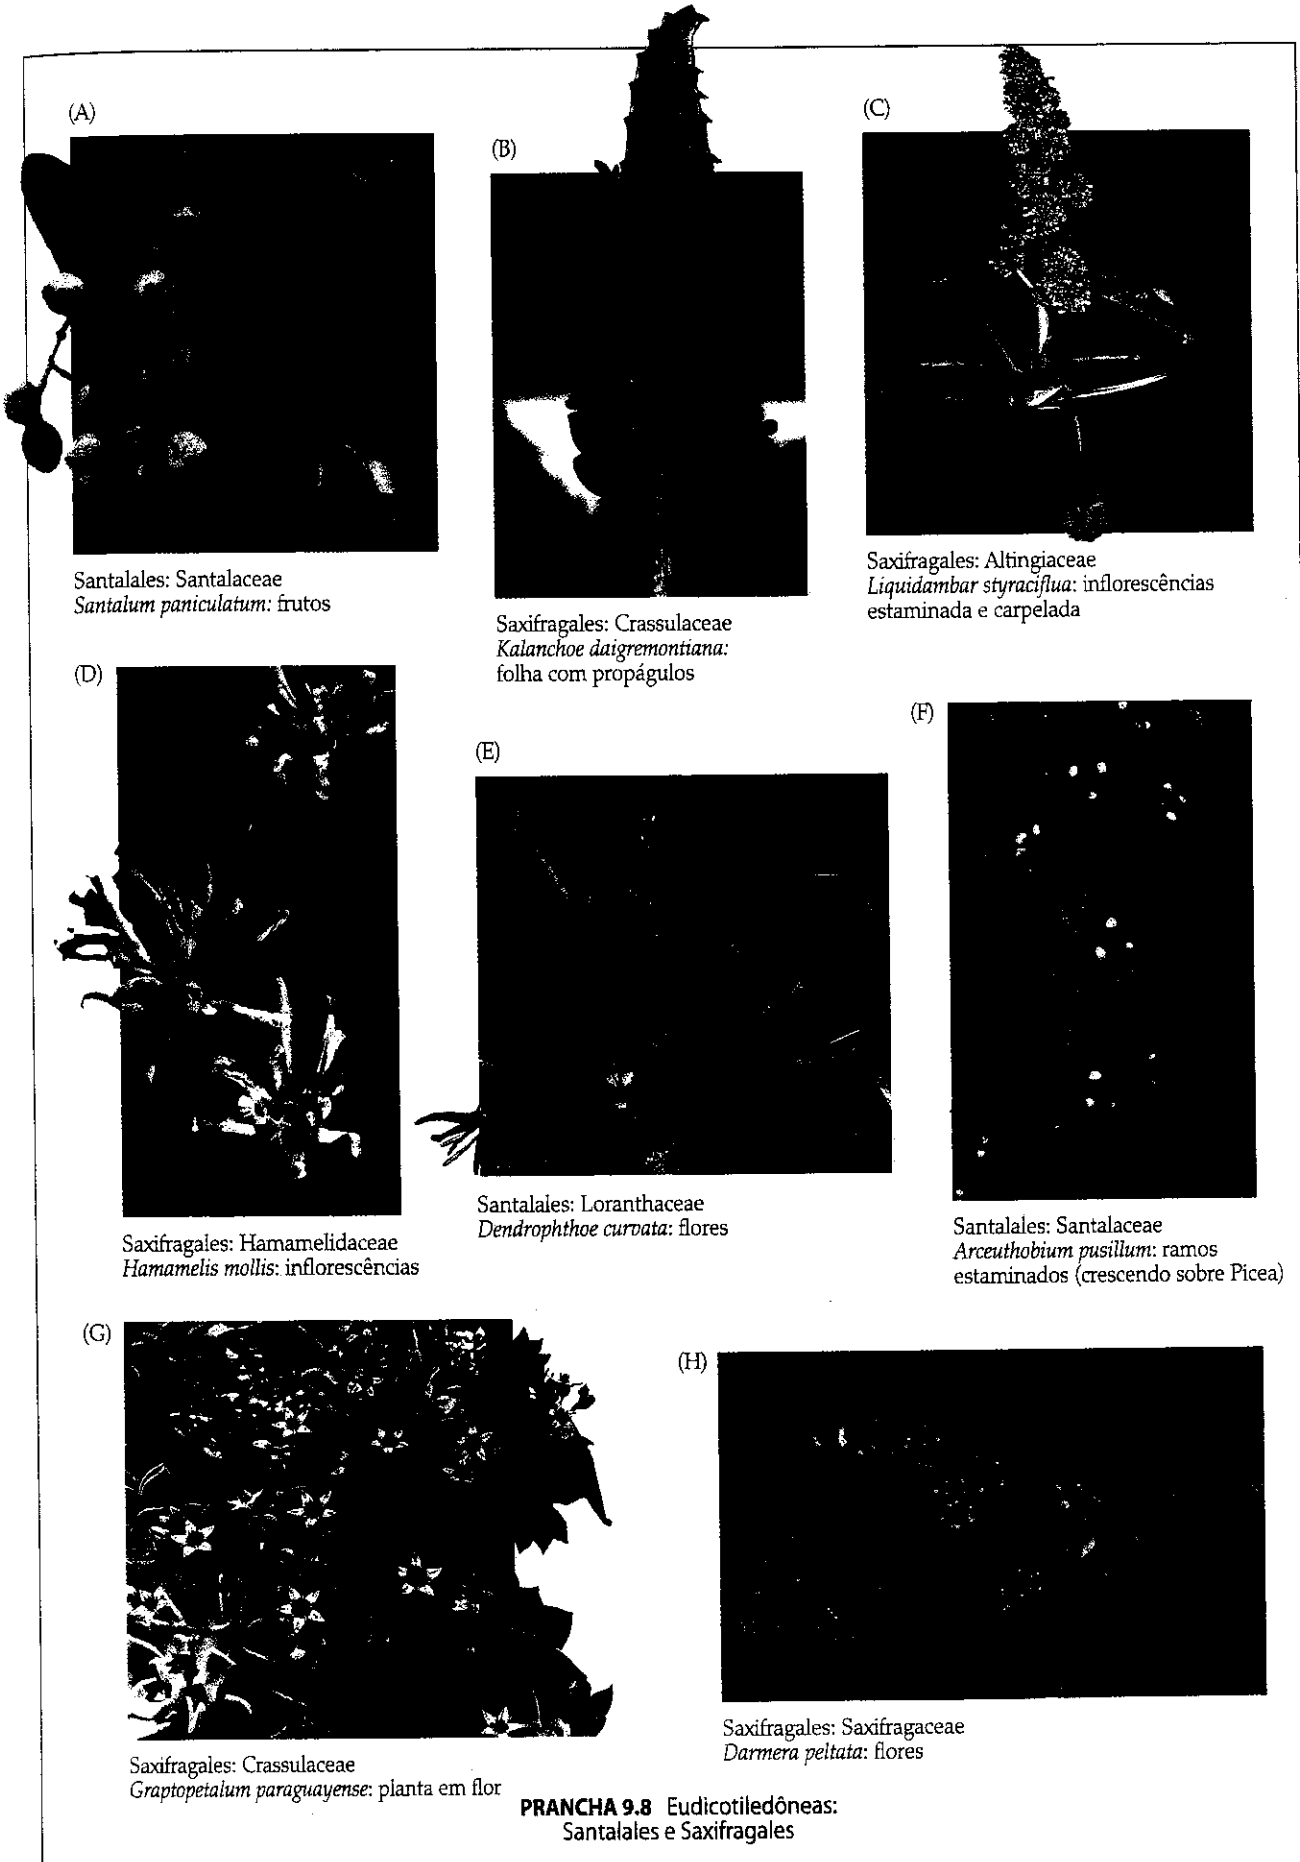 (A)
Santalales: Santalaceae
Santalum paniculatum: frutos
(B)
Saxifragales: Crassulaceae
Kalanchoe daigremontiana:
folha com propágulos
(C)
Saxifragales: Altingiaceae
Liquidambar styraciflua: inflorescências
estaminada e carpelada
(D)
Saxifragales: Hamamelidaceae
Hamamelis mollis: inflorescências
(E)
Santalales: Loranthaceae
Dendrophthoe curvata: flores
(F)
Santalales: Santalaceae
Arceuthobium pusillum: ramos
estaminados (crescendo sobre Picea)
(G)
Saxifragales: Crassulaceae
Graptopetalum paraguayense: planta em flor
(H)
Saxifragales: Saxifragaceae
Darmera peltata: flores
PRANCHA 9.8 Eudicotiledôneas:
Santalales e Saxifragales